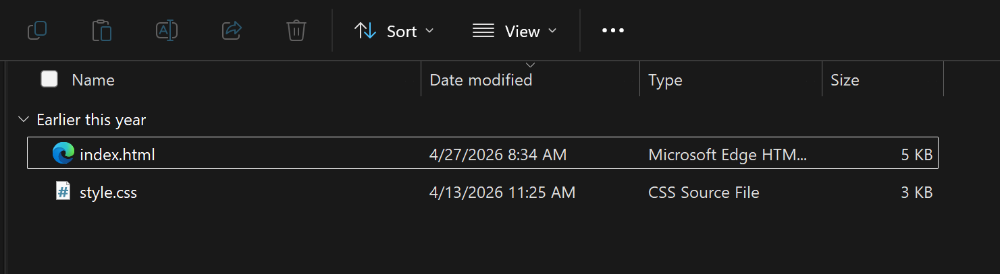 Sort View
Name Date modified Type Size
Earlier this year
index.html 4/27/2026 8:34 AM Microsoft Edge HTM... 5 KB
style.css 4/13/2026 11:25 AM CSS Source File 3 KB